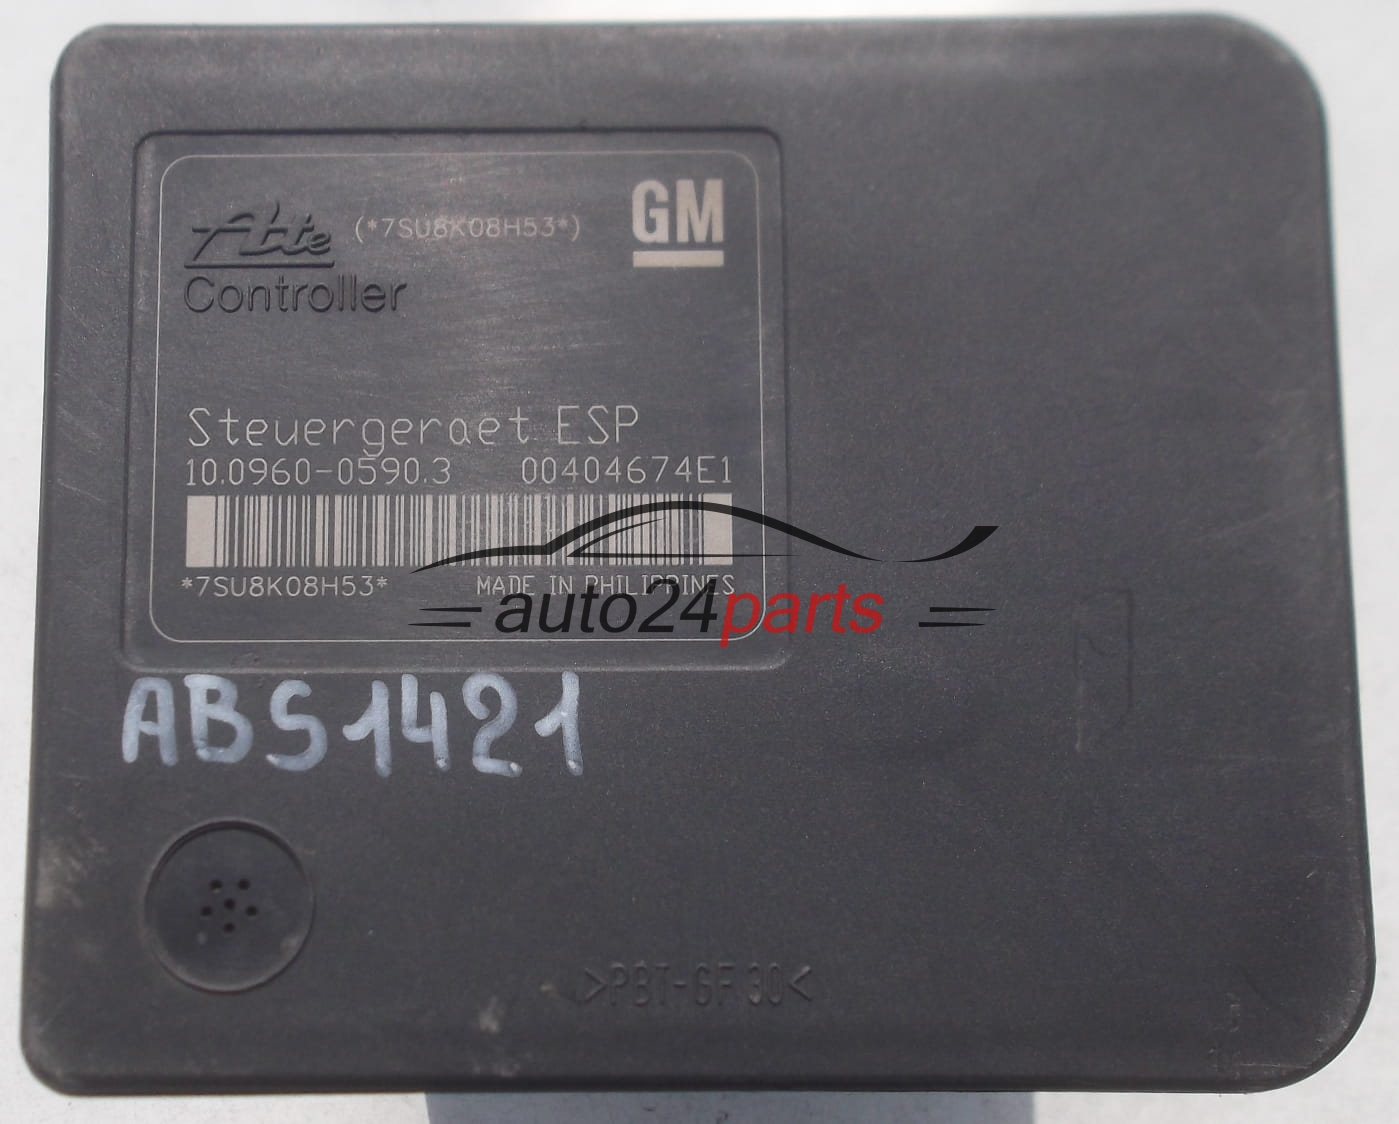 Ate (*7SU8K08H53*) GM
Controller
Steuergeraet ESP
10.0960-0590.3 00404674E1
*7SU8K08H53* MADE IN PHILIPPINES
auto24parts
ABS1421
>PBT-GF30<